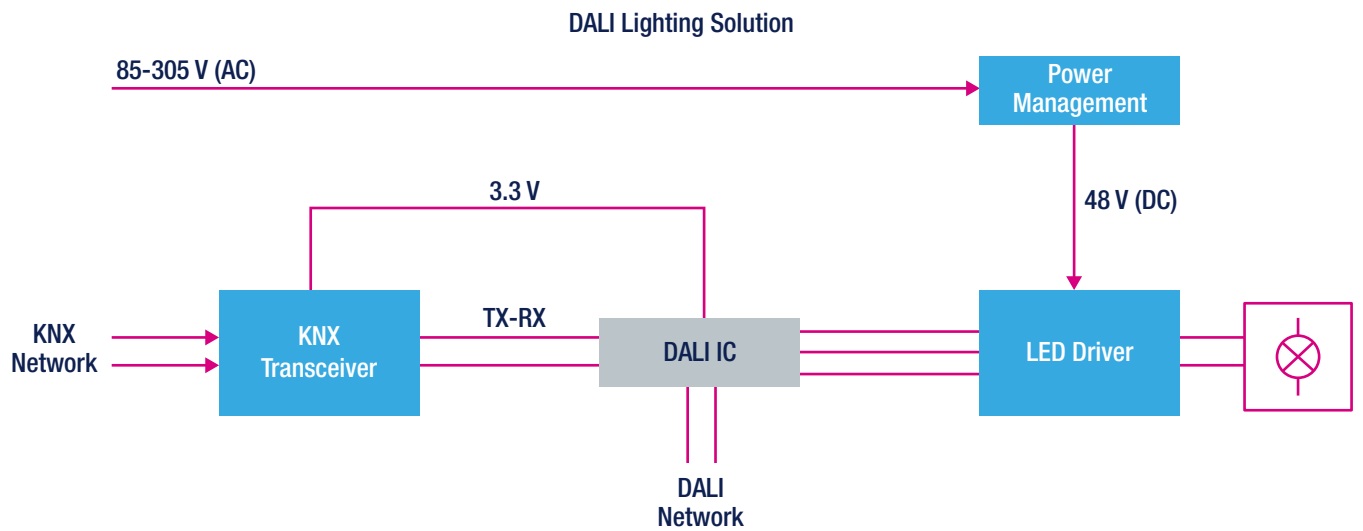 DALI Lighting Solution
85-305 V (AC)
Power
Management
3.3 V
48 V (DC)
KNX
Network
KNX
Transceiver
TX-RX
DALI IC
LED Driver
DALI
Network